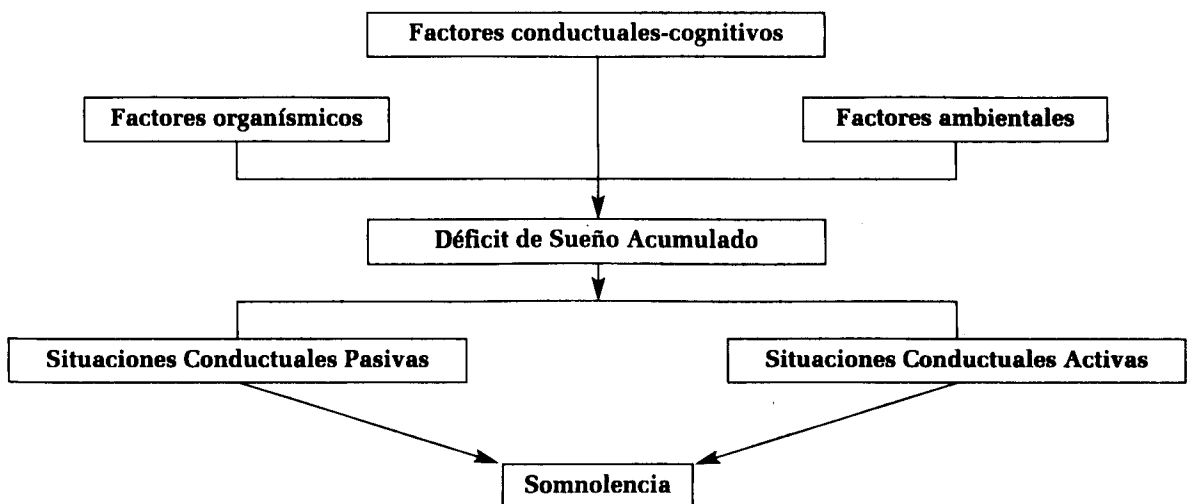 Factores conductuales-cognitivos
Factores organísmicos
Factores ambientales
Déficit de Sueño Acumulado
Situaciones Conductuales Pasivas
Situaciones Conductuales Activas
Somnolencia